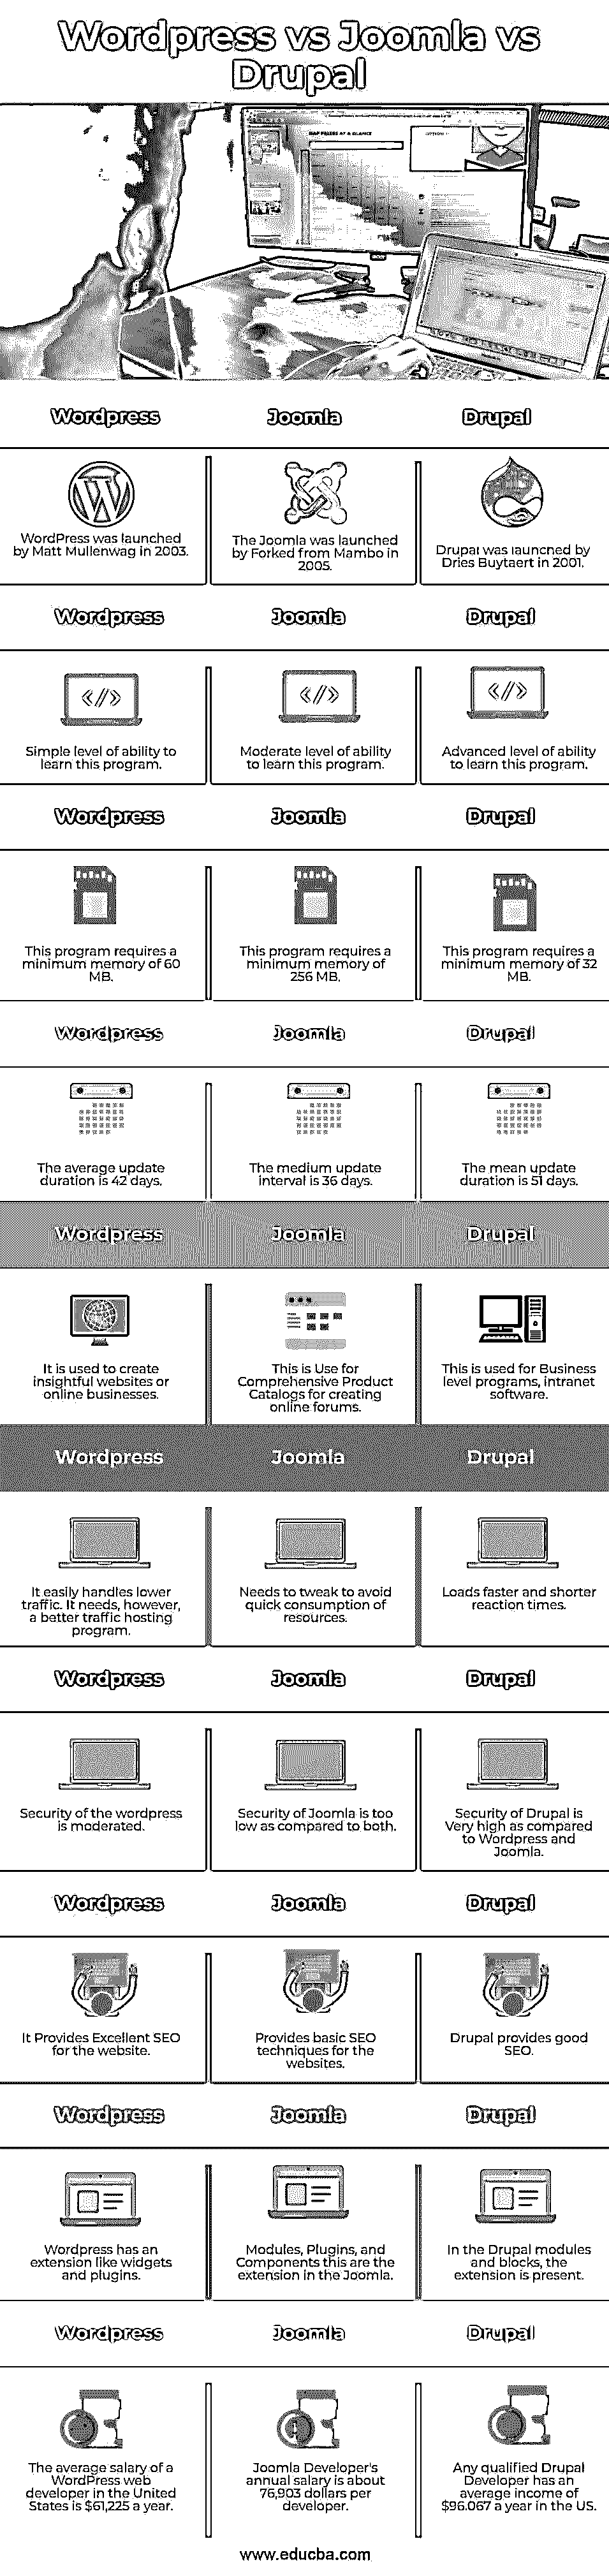 Wordpress vs Joomla vs
Drupal
MAP FIELDS AT A GLANCE
Wordpress Joomla Drupal
WordPress was launched
by Matt Mullenwag in 2003.
The Joomla was launched
by Forked from Mambo in
2005.
Drupal was launched by
Dries Buytaert in 2001.
Wordpress Joomla Drupal
Simple level of ability to
learn this program.
Moderate level of ability
to learn this program.
Advanced level of ability
to learn this program.
Wordpress Joomla Drupal
This program requires a
minimum memory of 60
MB.
This program requires a
minimum memory of
256 MB.
This program requires a
minimum memory of 32
MB.
Wordpress Joomla Drupal
The average update
duration is 42 days.
The medium update
interval is 36 days.
The mean update
duration is 51 days.
Wordpress Joomla Drupal
It is used to create
insightful websites or
online businesses.
This is Use for
Comprehensive Product
Catalogs for creating
online forums.
This is used for Business
level programs, intranet
software.
Wordpress Joomla Drupal
It easily handles lower
traffic. It needs, however,
a better traffic hosting
program.
Needs to tweak to avoid
quick consumption of
resources.
Loads faster and shorter
reaction times.
Wordpress Joomla Drupal
Security of the wordpress
is moderated.
Security of Joomla is too
low as compared to both.
Security of Drupal is
Very high as compared
to Wordpress and
Joomla.
Wordpress Joomla Drupal
It Provides Excellent SEO
for the website.
Provides basic SEO
techniques for the
websites.
Drupal provides good
SEO.
Wordpress Joomla Drupal
Wordpress has an
extension like widgets
and plugins.
Modules, Plugins, and
Components this are the
extension in the Joomla.
In the Drupal modules
and blocks, the
extension is present.
Wordpress Joomla Drupal
The average salary of a
WordPress web
developer in the United
States is $61,225 a year.
Joomla Developer's
annual salary is about
76,903 dollars per
developer.
Any qualified Drupal
Developer has an
average income of
$96.067 a year in the US.
www.educba.com